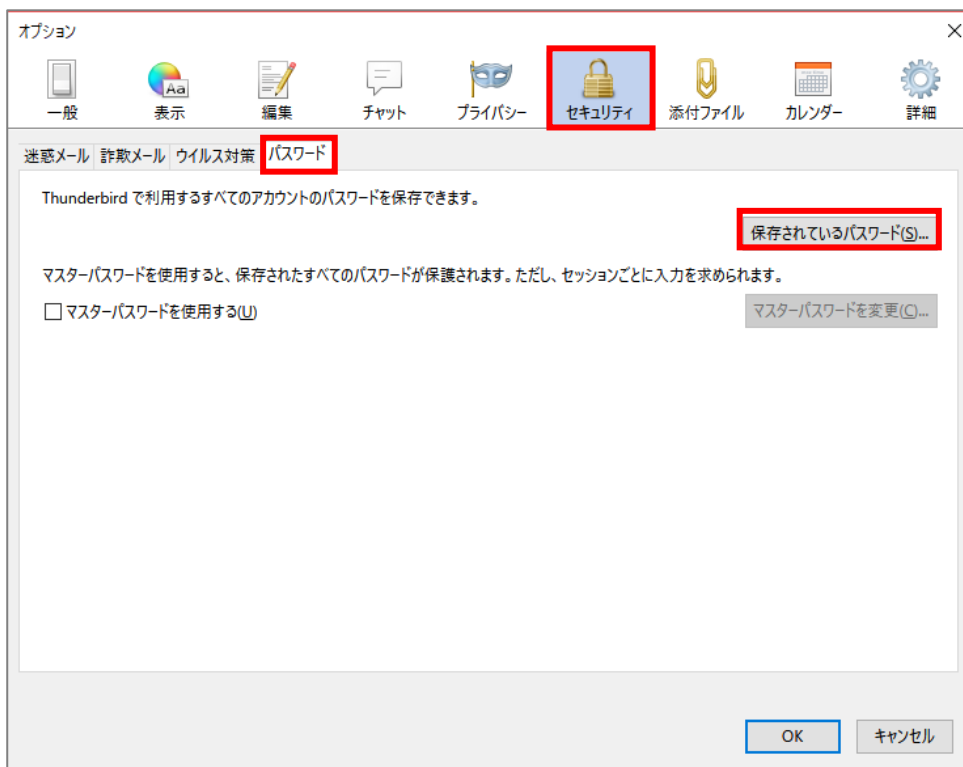 オプション
一般 表示 編集 チャット プライバシー セキュリティ 添付ファイル カレンダー 詳細
迷惑メール 詐欺メール ウイルス対策 パスワード
Thunderbird で利用するすべてのアカウントのパスワードを保存できます。
保存されているパスワード(S)...
マスターパスワードを使用すると、保存されたすべてのパスワードが保護されます。ただし、セッションごとに入力を求められます。
マスターパスワードを使用する(U) マスターパスワードを変更(C)...
OK キャンセル